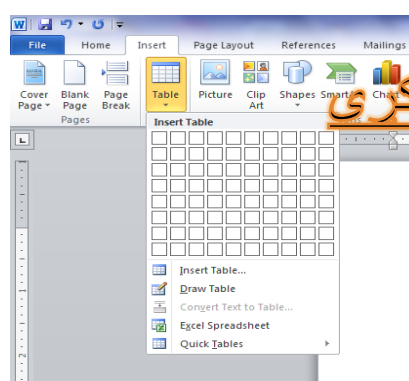 File Home Insert Page Layout References Mailings
Cover Page Blank Page Page Break Table Picture Clip Art Shapes Chart
Pages
Insert Table
Insert Table...
Draw Table
Convert Text to Table...
Excel Spreadsheet
Quick Tables